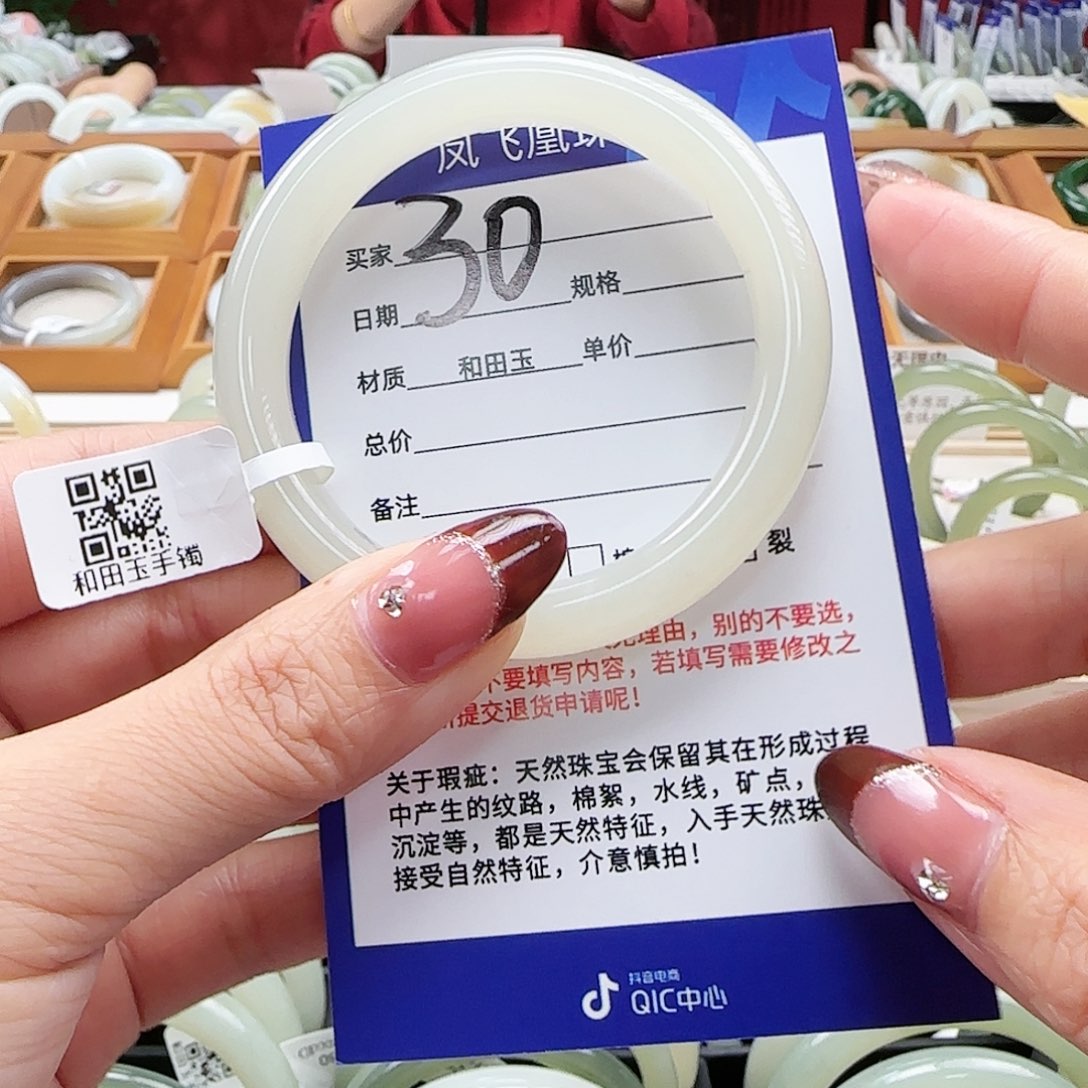 凤飞凰珠
买家 30
日期 规格
材质 和田玉 单价
总价
备注
裂
和田玉手镯
无理由，别的不要选，
不要填写内容，若填写需要修改之
提交退货申请呢！
关于瑕疵：天然珠宝会保留其在形成过程
中产生的纹路，棉絮，水线，矿点，
沉淀等，都是天然特征，入手天然珠
接受自然特征，介意慎拍！
抖音电商
QIC中心